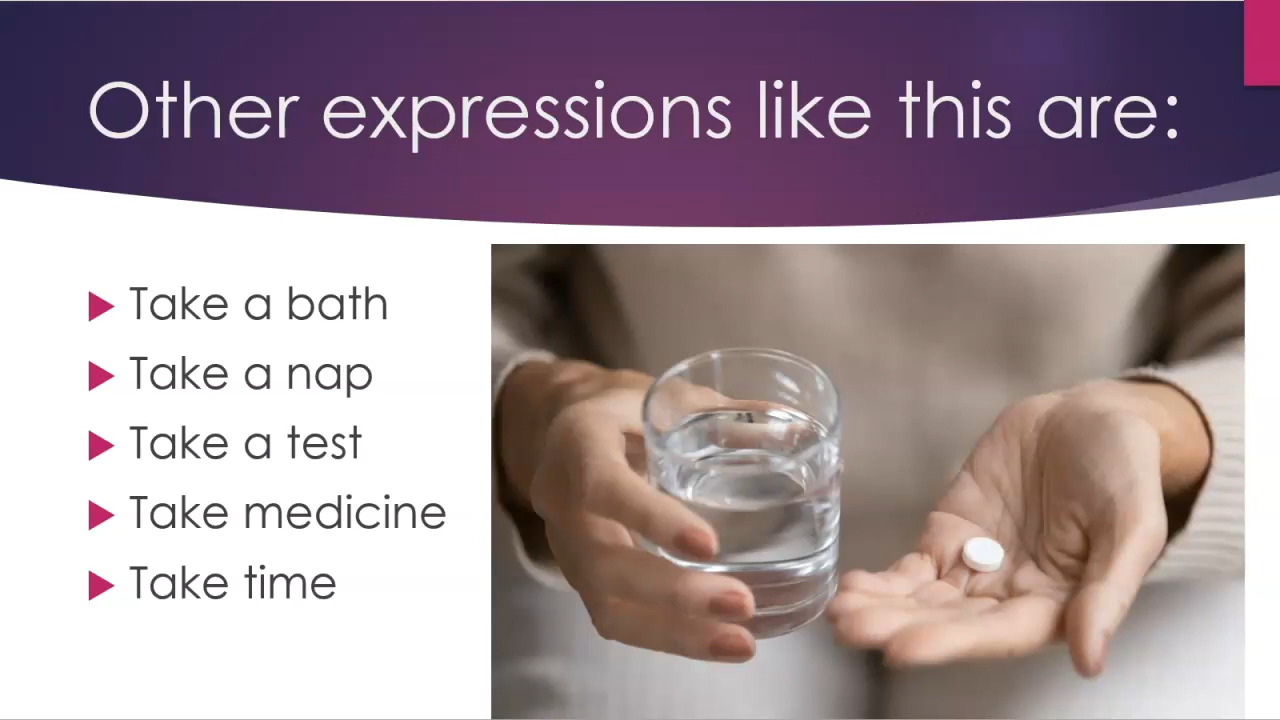 Other expressions like this are:
Take a bath
Take a nap
Take a test
Take medicine
Take time